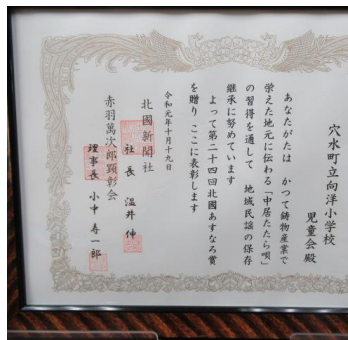 穴水町立向洋小学校
児童会殿
あなたがたは かつて鋳物産業で
栄えた地元に伝わる「中居たたら唄」
の習得を通して 地域民謡の保存
継承に努めています
よって第二十四回北國あすなろ賞
を贈り ここに表彰します
令和元年十月十九日
北國新聞社
社長 温井 伸
赤羽萬次郎顕彰会
理事長 小中寿一郎